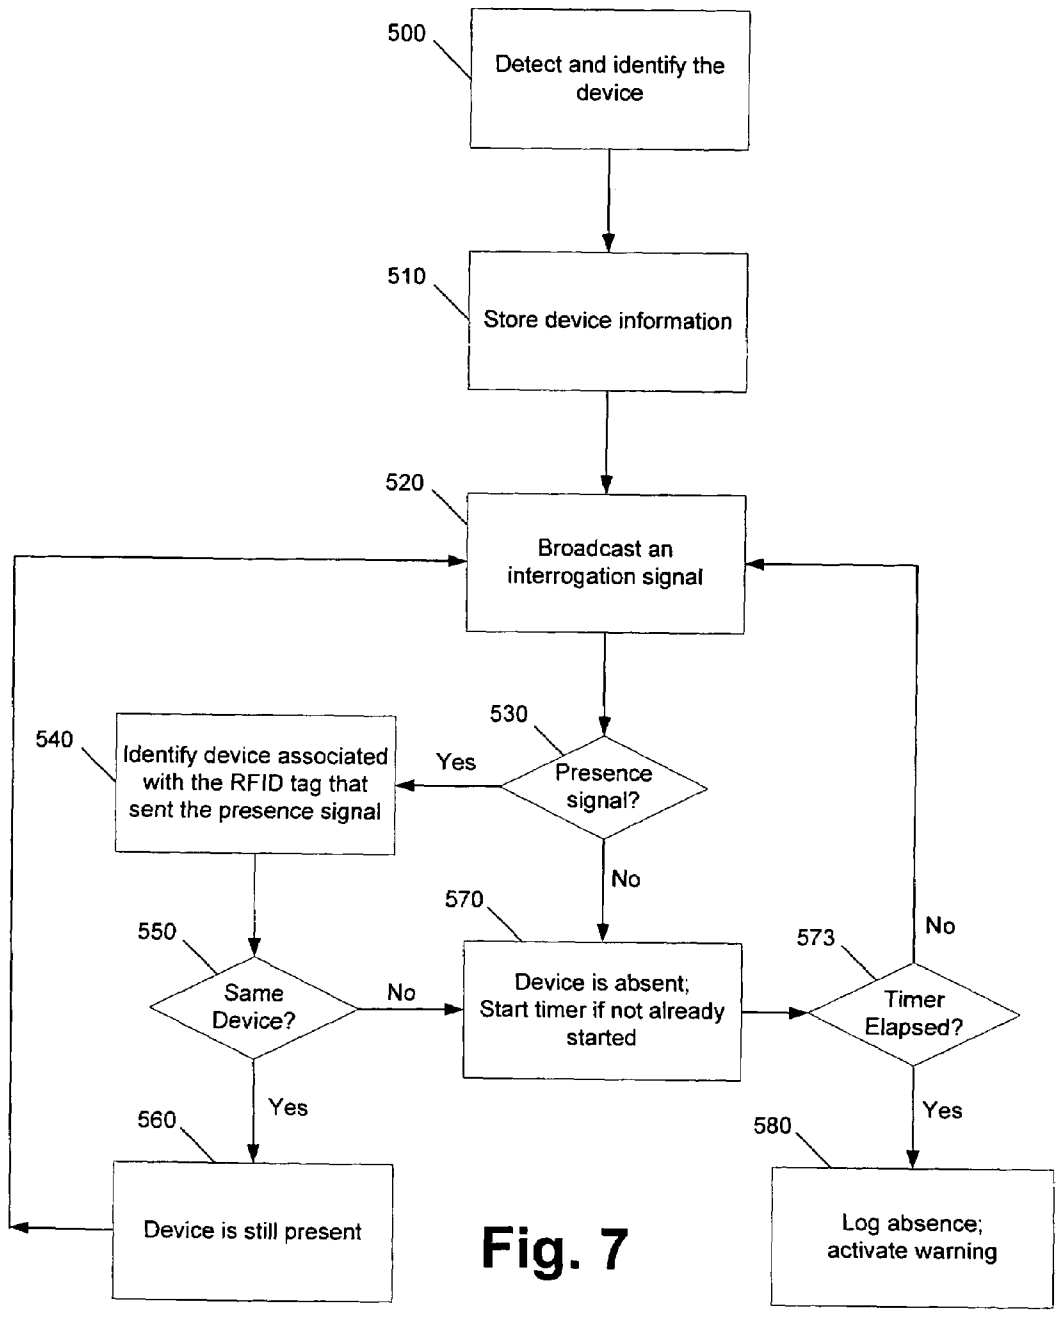 500
Detect and identify the
device
510
Store device information
520
Broadcast an
interrogation signal
530
Presence
signal?
Yes
No
540
Identify device associated
with the RFID tag that
sent the presence signal
550
Same
Device?
No
Yes
560
Device is still present
570
Device is absent;
Start timer if not already
started
573
Timer
Elapsed?
No
Yes
580
Log absence;
activate warning
Fig. 7